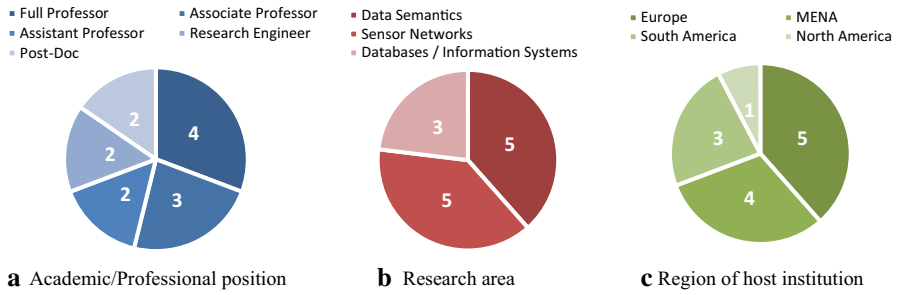 Full Professor Associate Professor
Assistant Professor Research Engineer
Post-Doc
4
3
2
2
2
a Academic/Professional position
Data Semantics
Sensor Networks
Databases / Information Systems
5
5
3
b Research area
Europe MENA
South America North America
5
4
3
1
c Region of host institution